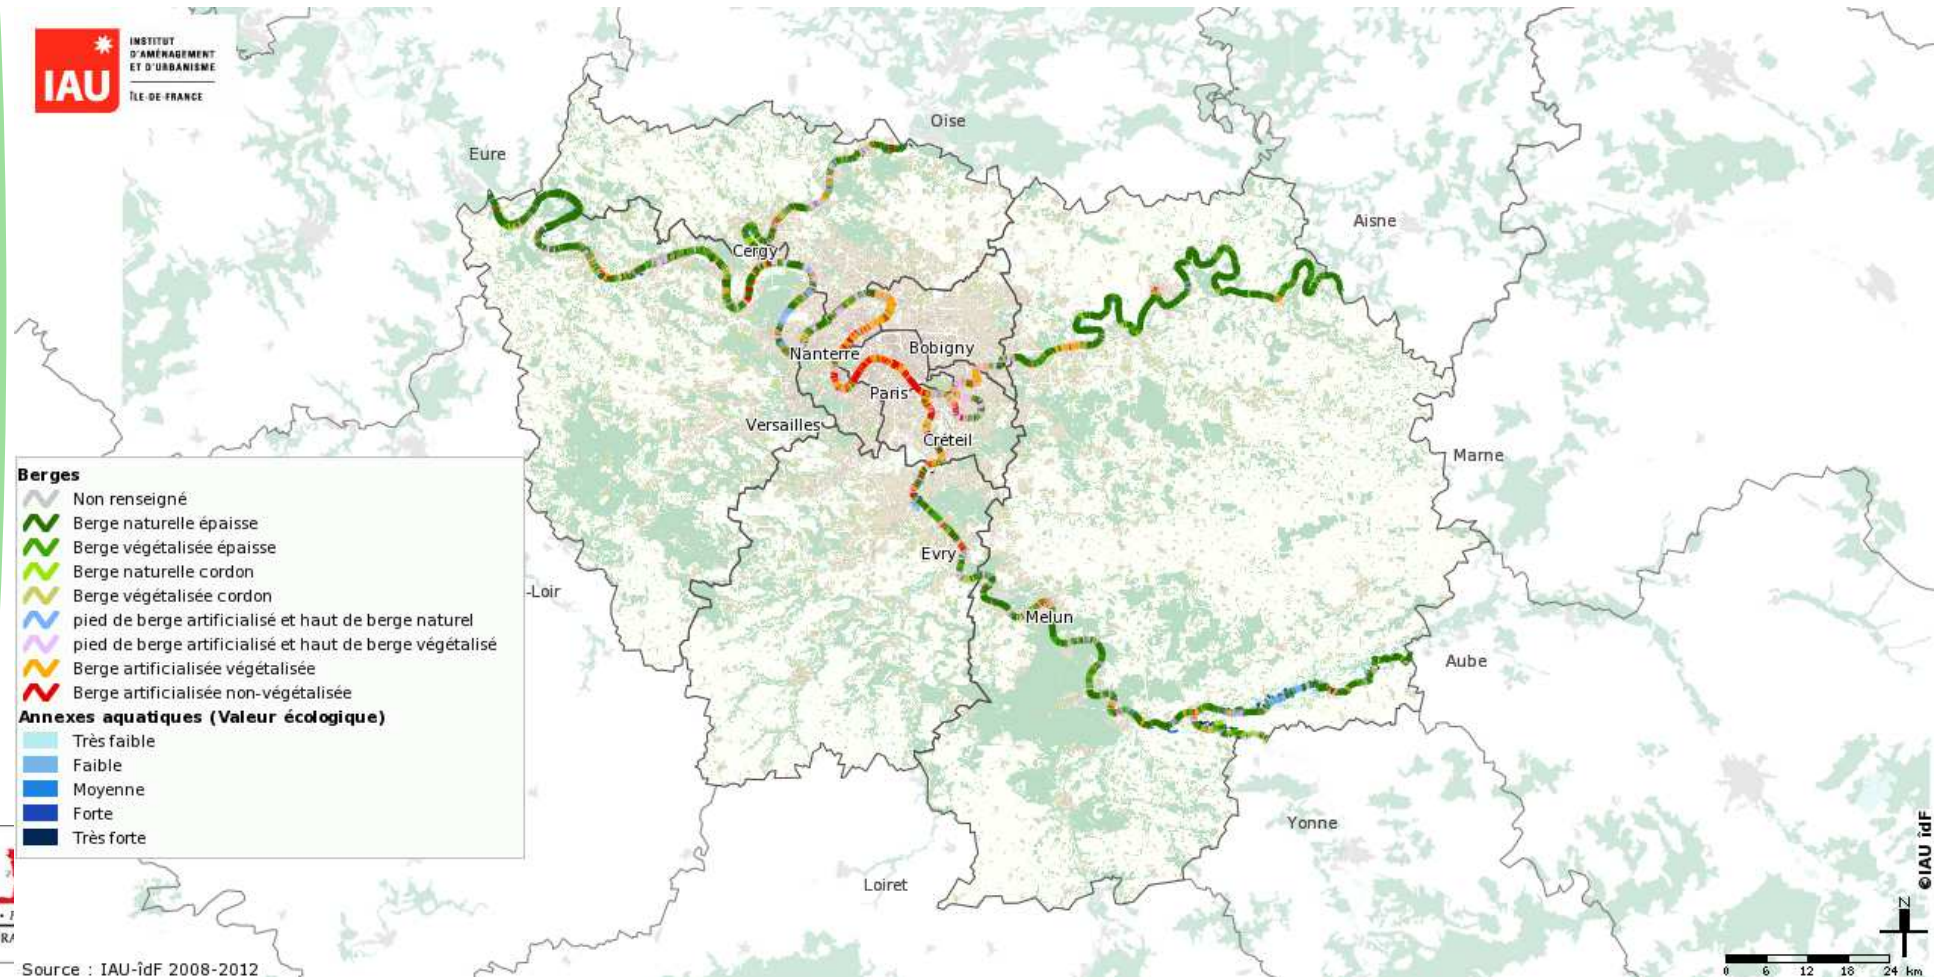 IAU
INSTITUT
D'AMÉNAGEMENT
ET D'URBANISME
ÎLE-DE-FRANCE
Oise
Eure
Aisne
Cergy
Nanterre
Bobigny
Paris
Versailles
Créteil
Marne
Evry
-Loir
Melun
Aube
Yonne
Loiret
Berges
Non renseigné
Berge naturelle épaisse
Berge végétalisée épaisse
Berge naturelle cordon
Berge végétalisée cordon
pied de berge artificialisé et haut de berge naturel
pied de berge artificialisé et haut de berge végétalisé
Berge artificialisée végétalisée
Berge artificialisée non-végétalisée
Annexes aquatiques (Valeur écologique)
Très faible
Faible
Moyenne
Forte
Très forte
RA
Source : IAU-îdF 2008-2012
©IAU îdF
N
0 6 12 18 24 km